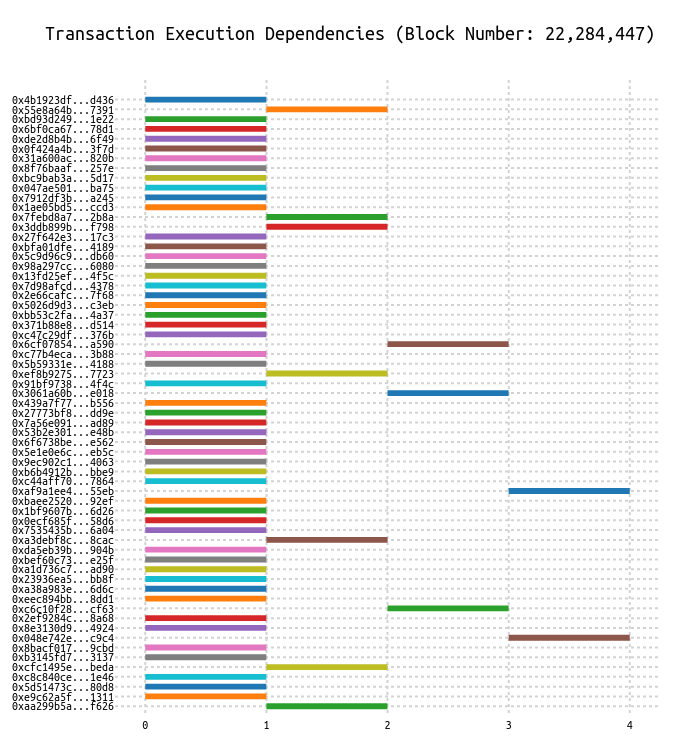 Transaction Execution Dependencies (Block Number: 22,284,447)
0x4b1923df...d436
0x55e8a64b...7391
0xbd93d249...1e22
0x6bf0ca67...78d1
0xde2d8b4b...6f49
0x0f424a4b...3f7d
0x31a600ac...820b
0x8f76baaf...257e
0xbc9bab3a...5d17
0x047ae501...ba75
0x7912df3b...a245
0x1ae05bd5...ccd3
0x7febd8a7...2b8a
0x3ddb899b...f798
0x27f642e3...17c3
0xbfa01dfe...4189
0x5c9d96c9...db60
0x98a297cc...6080
0x13fd25ef...4f5c
0x7d98afcd...4378
0x2e66cafc...7f68
0x5026d9d3...c3eb
0xbb53c2fa...4a37
0x371b88e8...d514
0xc47c29df...376b
0x6cf07854...a590
0xc77b4eca...3b88
0x5b59331e...4188
0xef8b9275...7723
0x91bf9738...4f4c
0x3061a60b...e018
0x439a7f77...b556
0x27773bf8...dd9e
0x7a56e091...ad89
0x53b2e301...e48b
0x6f6738be...e562
0x5e1e0e6c...eb5c
0x9ec902c1...4063
0xb6b4912b...bbe9
0xc44aff70...7864
0xaf9a1ee4...55eb
0xbaee2520...92ef
0x1bf9607b...6d26
0x0ecf685f...58d6
0x7535435b...6a04
0xa3debf8c...8cac
0xda5eb39b...904b
0xbef60c73...e25f
0xa1d736c7...ad90
0x23936ea5...bb8f
0xa38a983e...6d6c
0xeec894bb...8dd1
0xc6c10f28...cf63
0x2ef9284c...8a68
0x8e3130d9...4924
0x048e742e...c9c4
0x8bacf017...9cbd
0xb3145fd7...3137
0xcfc1495e...beda
0xc8c840ce...1e46
0x5d51473c...80d8
0xe9c62a5f...1311
0xaa299b5a...f626
0 1 2 3 4